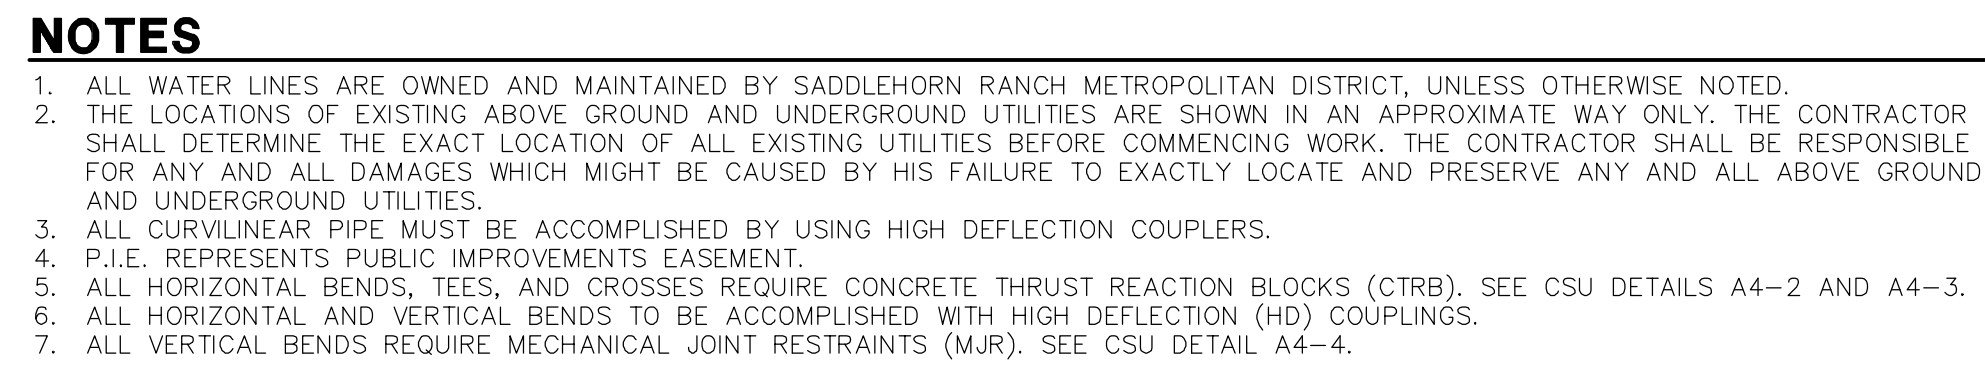 NOTES
1. ALL WATER LINES ARE OWNED AND MAINTAINED BY SADDLEHORN RANCH METROPOLITAN DISTRICT, UNLESS OTHERWISE NOTED.
2. THE LOCATIONS OF EXISTING ABOVE GROUND AND UNDERGROUND UTILITIES ARE SHOWN IN AN APPROXIMATE WAY ONLY. THE CONTRACTOR
SHALL DETERMINE THE EXACT LOCATION OF ALL EXISTING UTILITIES BEFORE COMMENCING WORK. THE CONTRACTOR SHALL BE RESPONSIBLE
FOR ANY AND ALL DAMAGES WHICH MIGHT BE CAUSED BY HIS FAILURE TO EXACTLY LOCATE AND PRESERVE ANY AND ALL ABOVE GROUND
AND UNDERGROUND UTILITIES.
3. ALL CURVILINEAR PIPE MUST BE ACCOMPLISHED BY USING HIGH DEFLECTION COUPLERS.
4. P.I.E. REPRESENTS PUBLIC IMPROVEMENTS EASEMENT.
5. ALL HORIZONTAL BENDS, TEES, AND CROSSES REQUIRE CONCRETE THRUST REACTION BLOCKS (CTRB). SEE CSU DETAILS A4-2 AND A4-3.
6. ALL HORIZONTAL AND VERTICAL BENDS TO BE ACCOMPLISHED WITH HIGH DEFLECTION (HD) COUPLINGS.
7. ALL VERTICAL BENDS REQUIRE MECHANICAL JOINT RESTRAINTS (MJR). SEE CSU DETAIL A4-4.